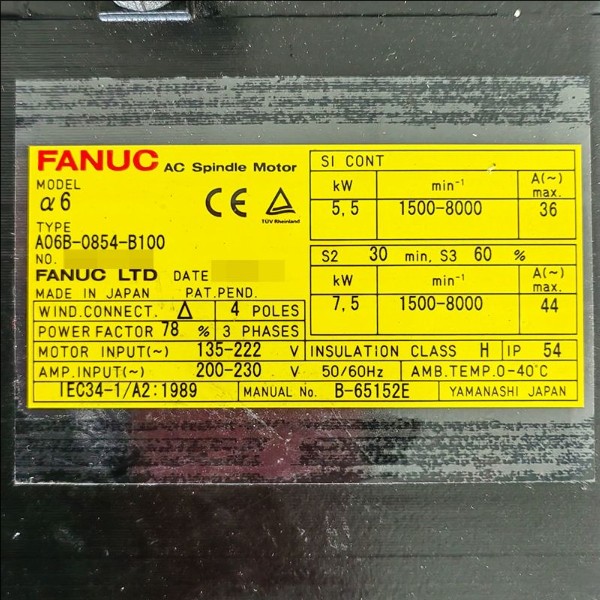 FANUC AC Spindle Motor
MODEL
α6
TYPE
A06B-0854-B100
NO.
FANUC LTD DATE
MADE IN JAPAN PAT.PEND.
WIND.CONNECT. Δ 4 POLES
POWER FACTOR 78 % 3 PHASES
CE
TÜV Rheinland
SI CONT
kW min⁻¹ A(~) max.
5,5 1500-8000 36
S2 30 min, S3 60 %
kW min⁻¹ A(~) max.
7,5 1500-8000 44
MOTOR INPUT(~) 135-222 V INSULATION CLASS H IP 54
AMP.INPUT(~) 200-230 V 50/60Hz AMB.TEMP.0-40°C
IEC34-1/A2:1989 MANUAL No. B-65152E YAMANASHI JAPAN